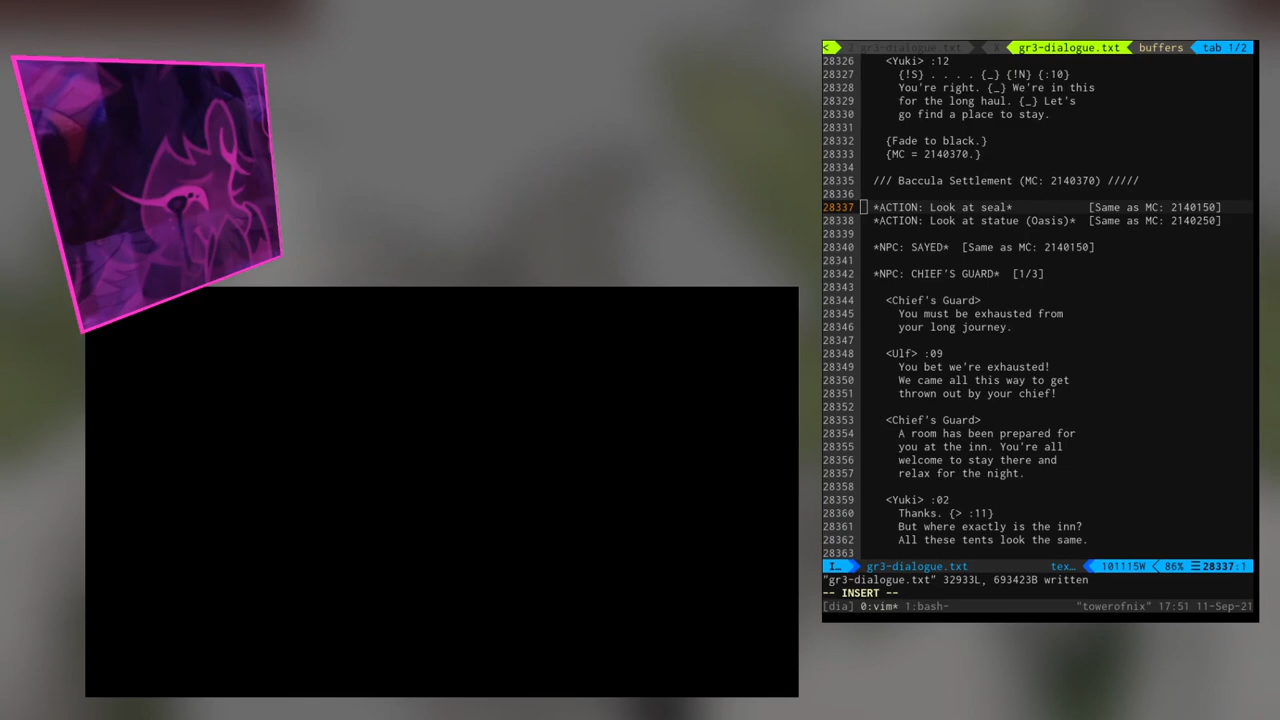 < 2 gr3-dialogue.txt x gr3-dialogue.txt buffers tab 1/2
28326 <Yuki> :12
28327 {!S} . . . . {_} {!N} {:10}
28328 You're right. {_} We're in this
28329 for the long haul. {_} Let's
28330 go find a place to stay.
28331
28332 {Fade to black.}
28333 {MC = 2140370.}
28334
28335 /// Baccula Settlement (MC: 2140370) /////
28336
28337 *ACTION: Look at seal* [Same as MC: 2140150]
28338 *ACTION: Look at statue (Oasis)* [Same as MC: 2140250]
28339
28340 *NPC: SAYED* [Same as MC: 2140150]
28341
28342 *NPC: CHIEF'S GUARD* [1/3]
28343
28344 <Chief's Guard>
28345 You must be exhausted from
28346 your long journey.
28347
28348 <Ulf> :09
28349 You bet we're exhausted!
28350 We came all this way to get
28351 thrown out by your chief!
28352
28353 <Chief's Guard>
28354 A room has been prepared for
28355 you at the inn. You're all
28356 welcome to stay there and
28357 relax for the night.
28358
28359 <Yuki> :02
28360 Thanks. {> :11}
28361 But where exactly is the inn?
28362 All these tents look the same.
28363
I… gr3-dialogue.txt tex… 101115W 86% ☰28337:1
"gr3-dialogue.txt" 32933L, 693423B written
-- INSERT --
[dia] 0:vim* 1:bash- "towerofnix" 17:51 11-Sep-21